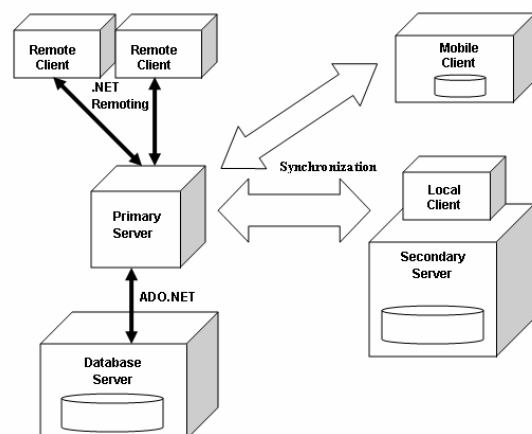 Remote
Client
Remote
Client
.NET
Remoting
Mobile
Client
Synchronization
Primary
Server
Local
Client
Secondary
Server
ADO.NET
Database
Server